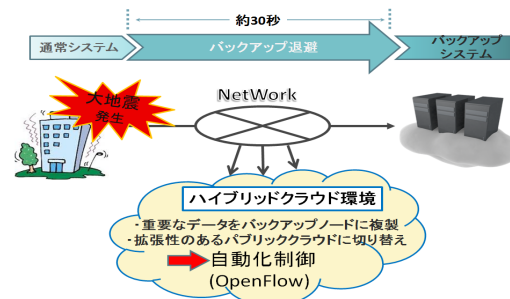 約30秒
通常システム
バックアップ退避
バックアップ
システム
大地震
発生
NetWork
ハイブリッドクラウド環境
・重要なデータをバックアップノードに複製
・拡張性のあるパブリッククラウドに切り替え
自動化制御
(OpenFlow)